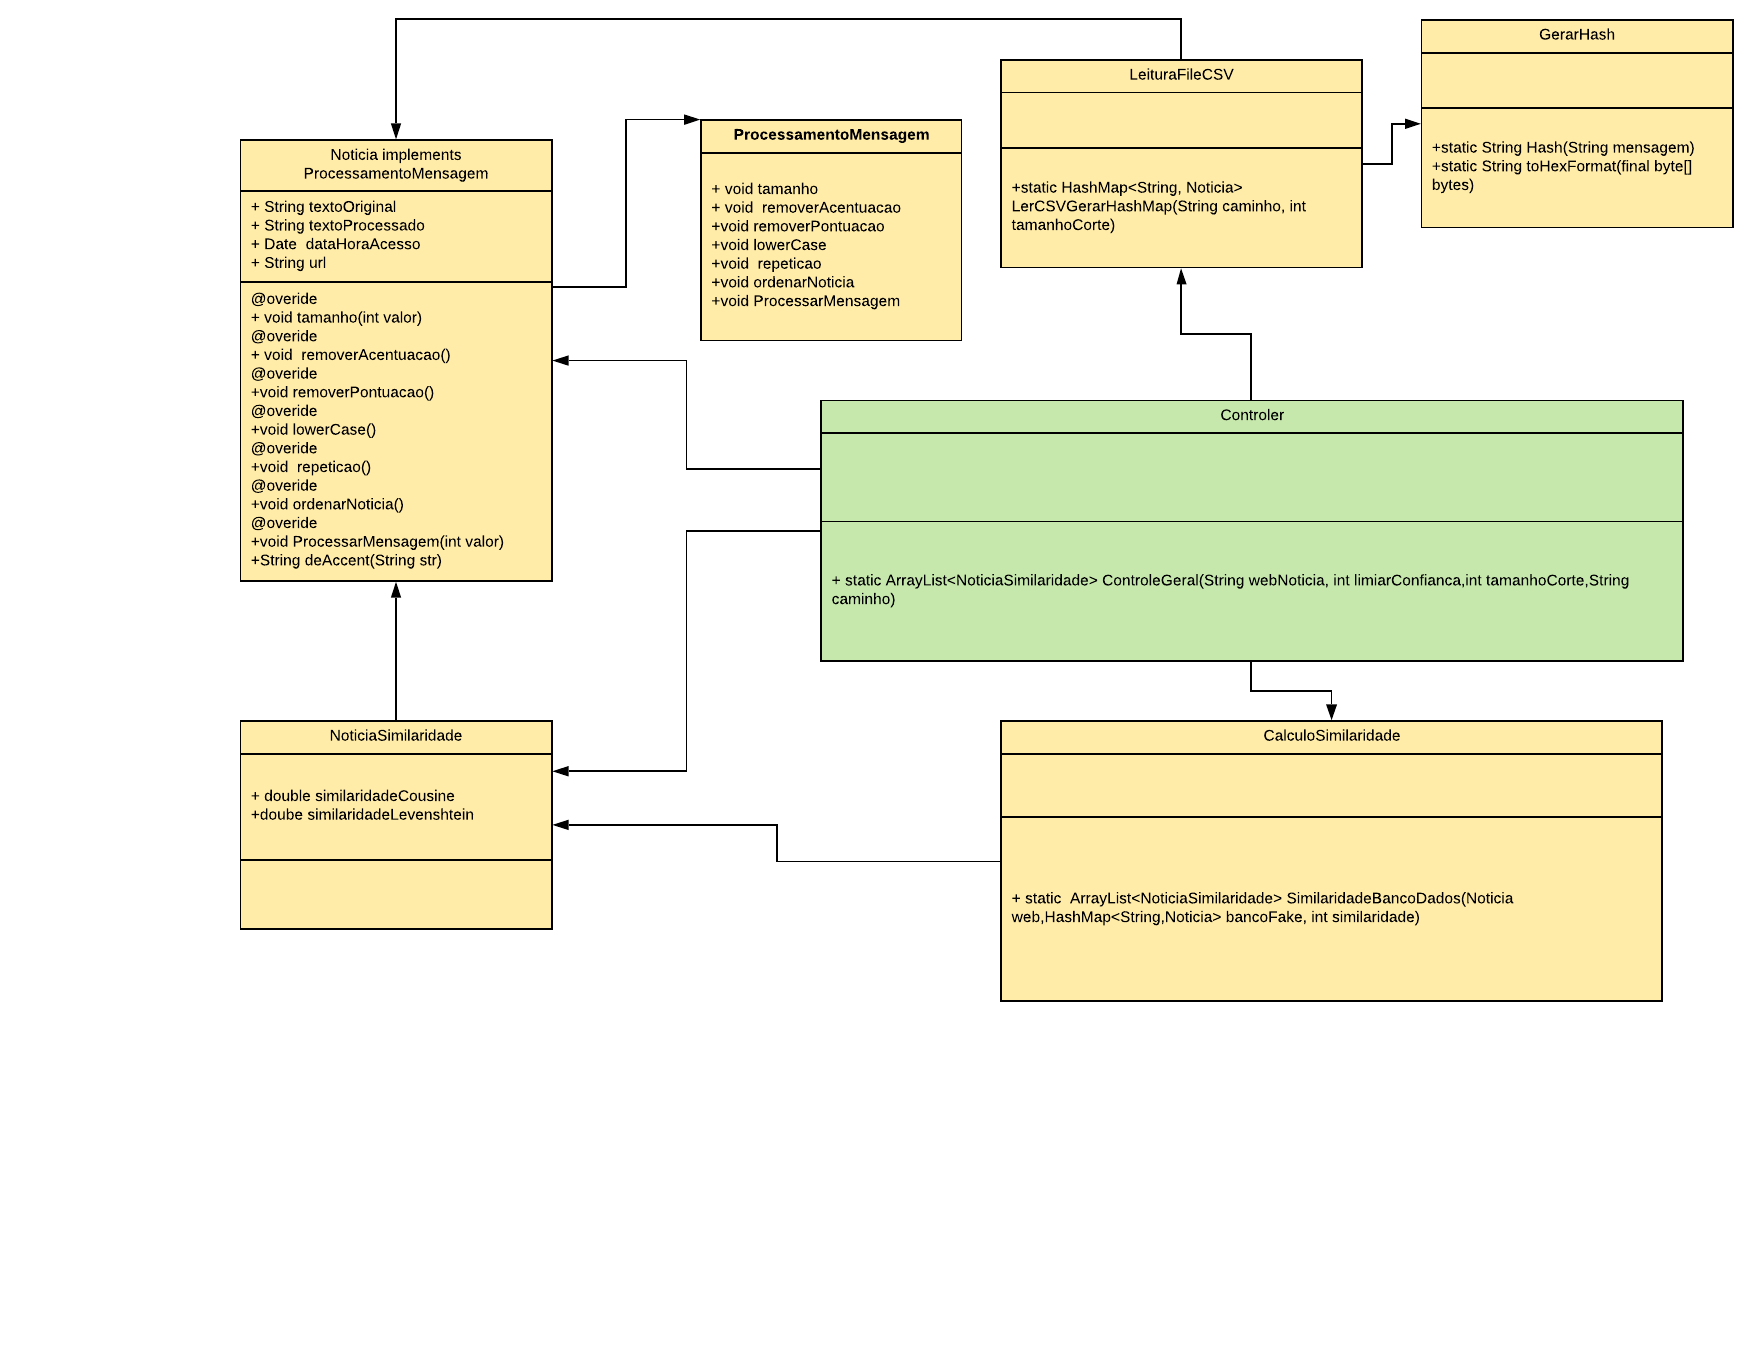 GerarHash
+static String Hash(String mensagem)
+static String toHexFormat(final byte[]
bytes)
LeituraFileCSV
+static HashMap<String, Noticia>
LerCSVGerarHashMap(String caminho, int
tamanhoCorte)
ProcessamentoMensagem
+ void tamanho
+ void  removerAcentuacao
+void removerPontuacao
+void lowerCase
+void  repeticao
+void ordenarNoticia
+void ProcessarMensagem
Noticia implements
ProcessamentoMensagem
+ String textoOriginal
+ String textoProcessado
+ Date  dataHoraAcesso
+ String url
@overide
+ void tamanho(int valor)
@overide
+ void  removerAcentuacao()
@overide
+void removerPontuacao()
@overide
+void lowerCase()
@overide
+void  repeticao()
@overide
+void ordenarNoticia()
@overide
+void ProcessarMensagem(int valor)
+String deAccent(String str)
Controler
+ static ArrayList<NoticiaSimilaridade> ControleGeral(String webNoticia, int limiarConfianca,int tamanhoCorte,String
caminho)
NoticiaSimilaridade
+ double similaridadeCousine
+doube similaridadeLevenshtein
CalculoSimilaridade
+ static  ArrayList<NoticiaSimilaridade> SimilaridadeBancoDados(Noticia
web,HashMap<String,Noticia> bancoFake, int similaridade)